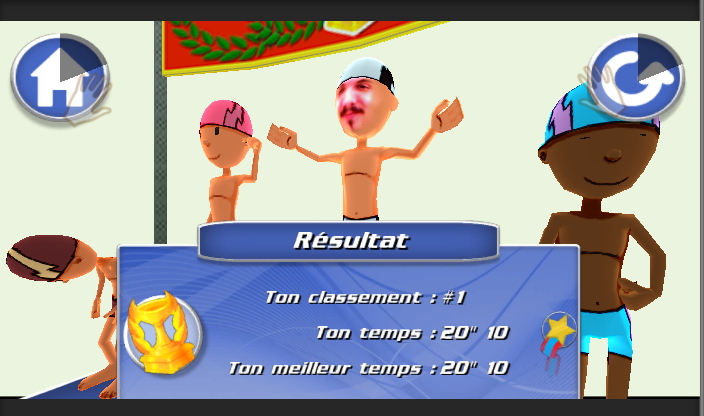 Résultat
Ton classement : #1
Ton temps : 20" 10
Ton meilleur temps : 20" 10